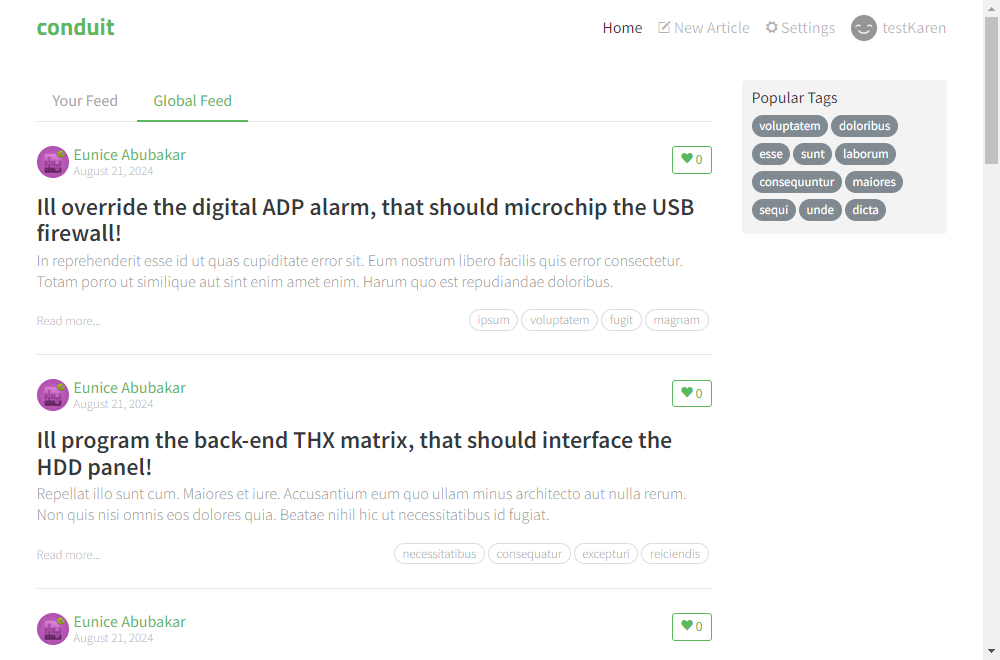 conduit
Home New Article Settings testKaren
Your Feed Global Feed
Popular Tags
voluptatem doloribus
esse sunt laborum
consequuntur maiores
sequi unde dicta
Eunice Abubakar
August 21, 2024
0
Ill override the digital ADP alarm, that should microchip the USB
firewall!
In reprehenderit esse id ut quas cupiditate error sit. Eum nostrum libero facilis quis error consectetur.
Totam porro ut similique aut sint enim amet enim. Harum quo est repudiandae doloribus.
Read more...
ipsum voluptatem fugit magnam
Eunice Abubakar
August 21, 2024
0
Ill program the back-end THX matrix, that should interface the
HDD panel!
Repellat illo sunt cum. Maiores et iure. Accusantium eum quo ullam minus architecto aut nulla rerum.
Non quis nisi omnis eos dolores quia. Beatae nihil hic ut necessitatibus id fugiat.
Read more...
necessitatibus consequatur excepturi reiciendis
Eunice Abubakar
August 21, 2024
0